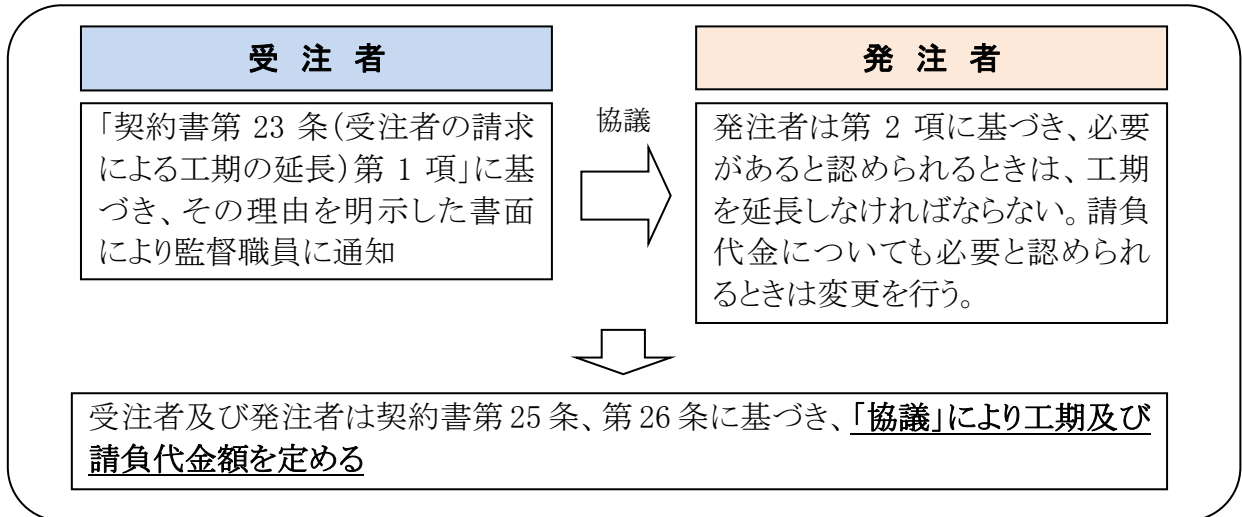 受 注 者
「契約書第 23 条(受注者の請求
による工期の延長)第 1 項」に基
づき、その理由を明示した書面
により監督職員に通知
協議
発 注 者
発注者は第 2 項に基づき、必要
があると認められるときは、工期
を延長しなければならない。請負
代金についても必要と認められ
るときは変更を行う。
受注者及び発注者は契約書第 25 条、第 26 条に基づき、「協議」により工期及び
請負代金額を定める